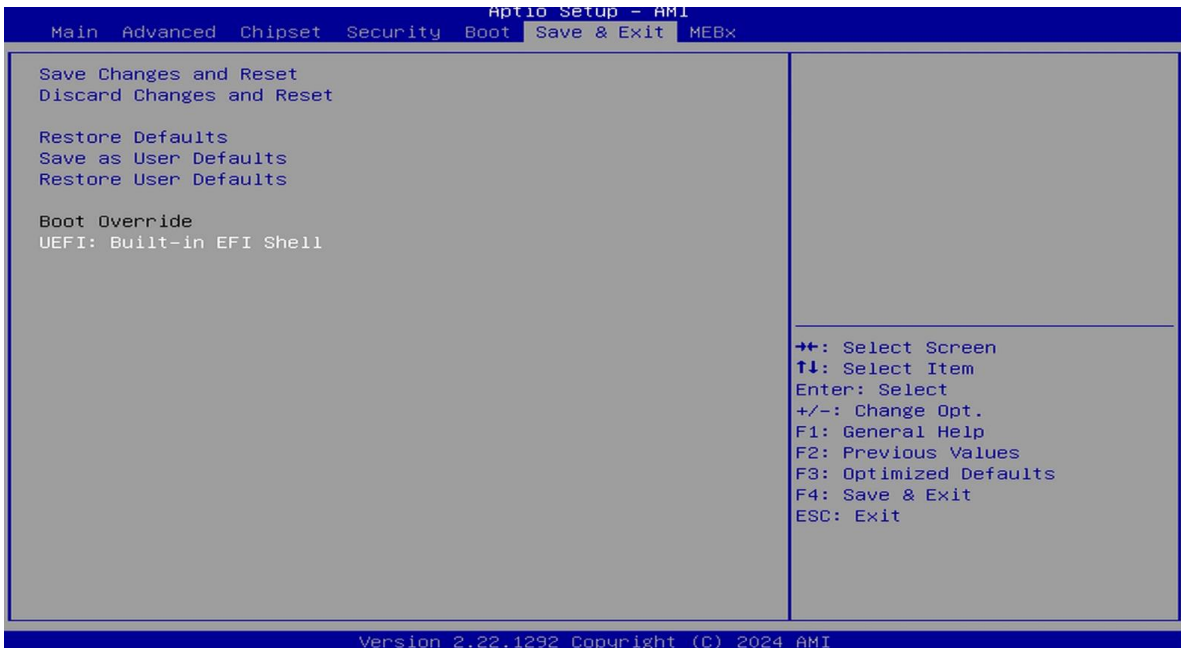 Aptio Setup – AMI
Main Advanced Chipset Security Boot Save & Exit MEBx
Save Changes and Reset
Discard Changes and Reset
Restore Defaults
Save as User Defaults
Restore User Defaults
Boot Override
UEFI: Built-in EFI Shell
→←: Select Screen
↑↓: Select Item
Enter: Select
+/-: Change Opt.
F1: General Help
F2: Previous Values
F3: Optimized Defaults
F4: Save & Exit
ESC: Exit
Version 2.22.1292 Copyright (C) 2024 AMI